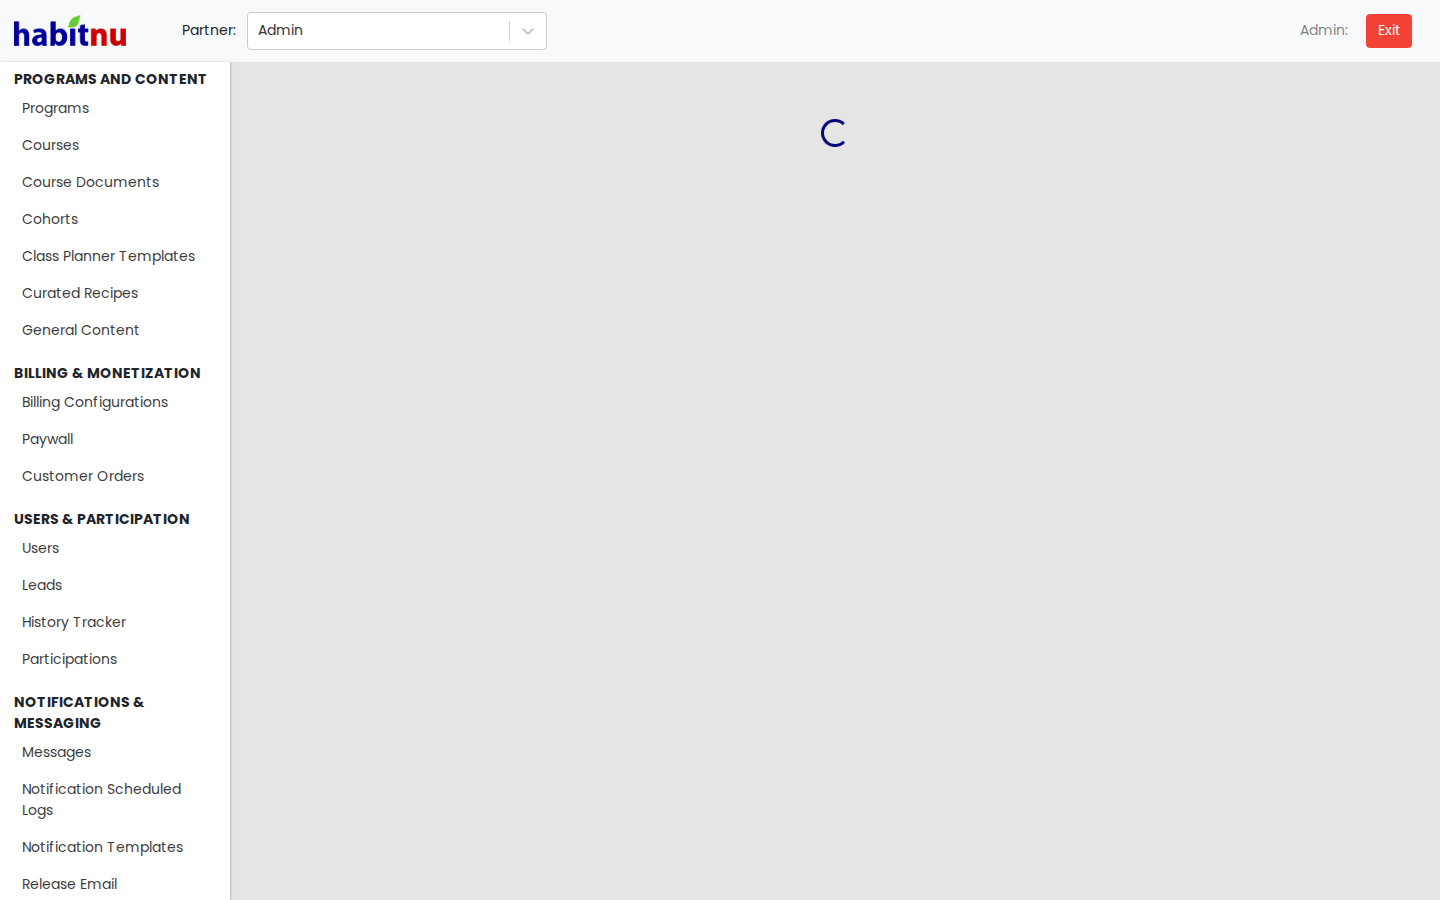 habitnu
Partner:
Admin
Admin:
Exit
PROGRAMS AND CONTENT
Programs
Courses
Course Documents
Cohorts
Class Planner Templates
Curated Recipes
General Content
BILLING & MONETIZATION
Billing Configurations
Paywall
Customer Orders
USERS & PARTICIPATION
Users
Leads
History Tracker
Participations
NOTIFICATIONS &
MESSAGING
Messages
Notification Scheduled
Logs
Notification Templates
Release Email